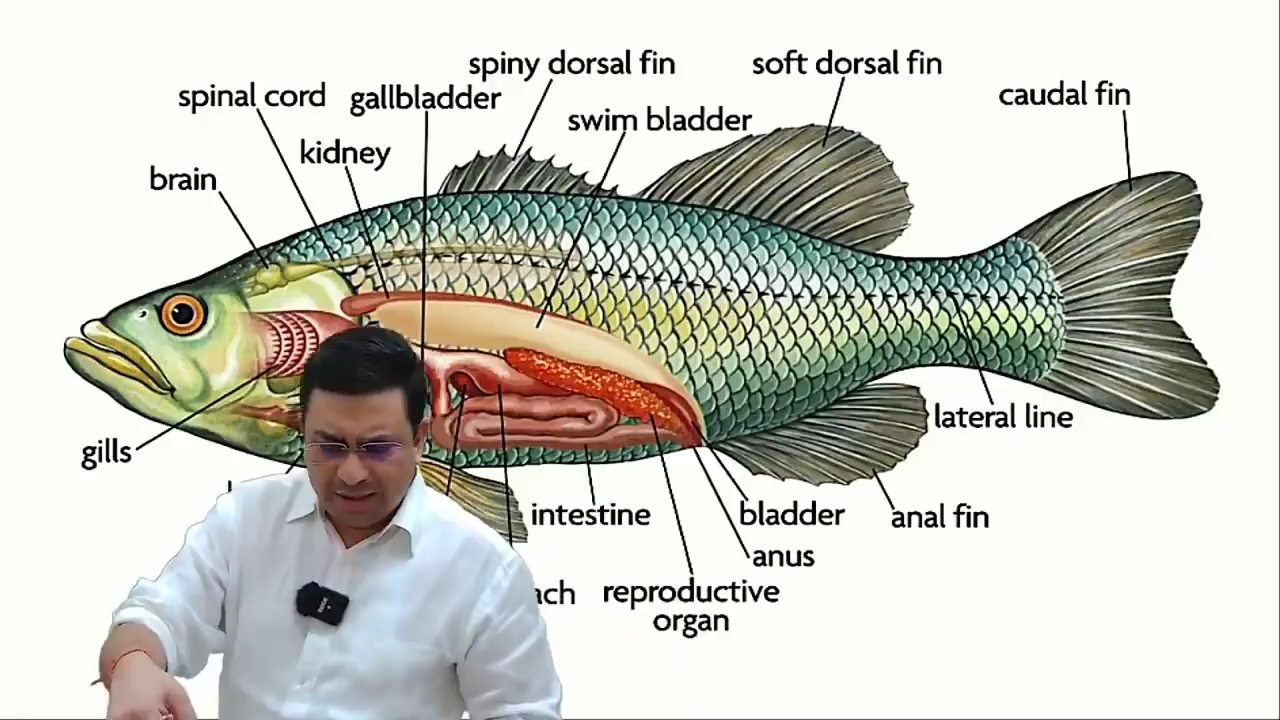 spiny dorsal fin
soft dorsal fin
caudal fin
spinal cord
gallbladder
swim bladder
kidney
brain
lateral line
gills
intestine
bladder
anal fin
anus
reproductive
organ